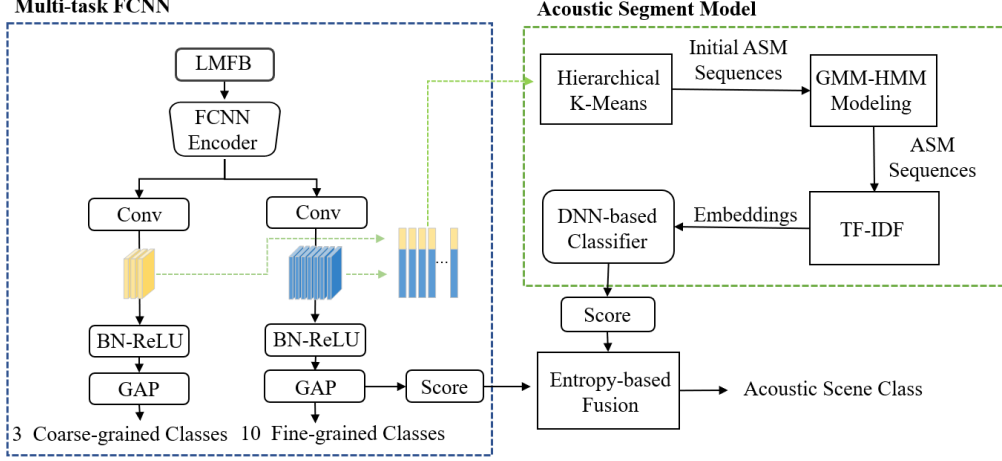 Multi-task FCNN
LMFB
FCNN
Encoder
Conv
Conv
...
BN-ReLU
BN-ReLU
GAP
GAP
Score
3 Coarse-grained Classes
10 Fine-grained Classes
Acoustic Segment Model
Hierarchical
K-Means
Initial ASM
Sequences
GMM-HMM
Modeling
ASM
Sequences
TF-IDF
Embeddings
DNN-based
Classifier
Score
Entropy-based
Fusion
Acoustic Scene Class